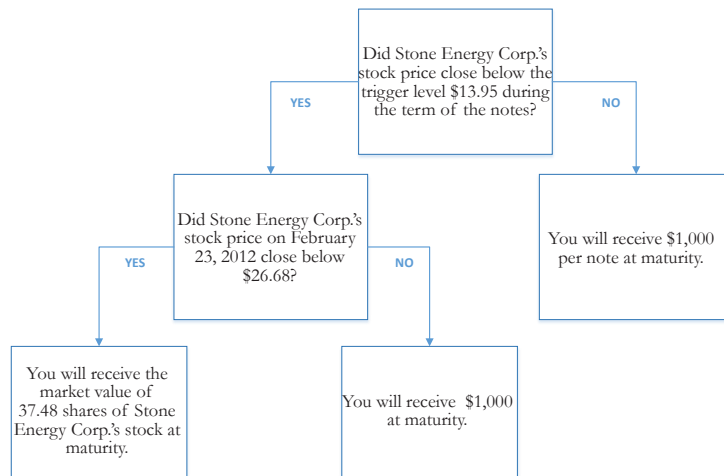 Did Stone Energy Corp.'s
stock price close below the
trigger level $13.95 during
the term of the notes?
YES
NO
Did Stone Energy Corp.'s
stock price on February
23, 2012 close below
$26.68?
You will receive $1,000
per note at maturity.
YES
NO
You will receive the
market value of
37.48 shares of Stone
Energy Corp.'s stock at
maturity.
You will receive $1,000
at maturity.